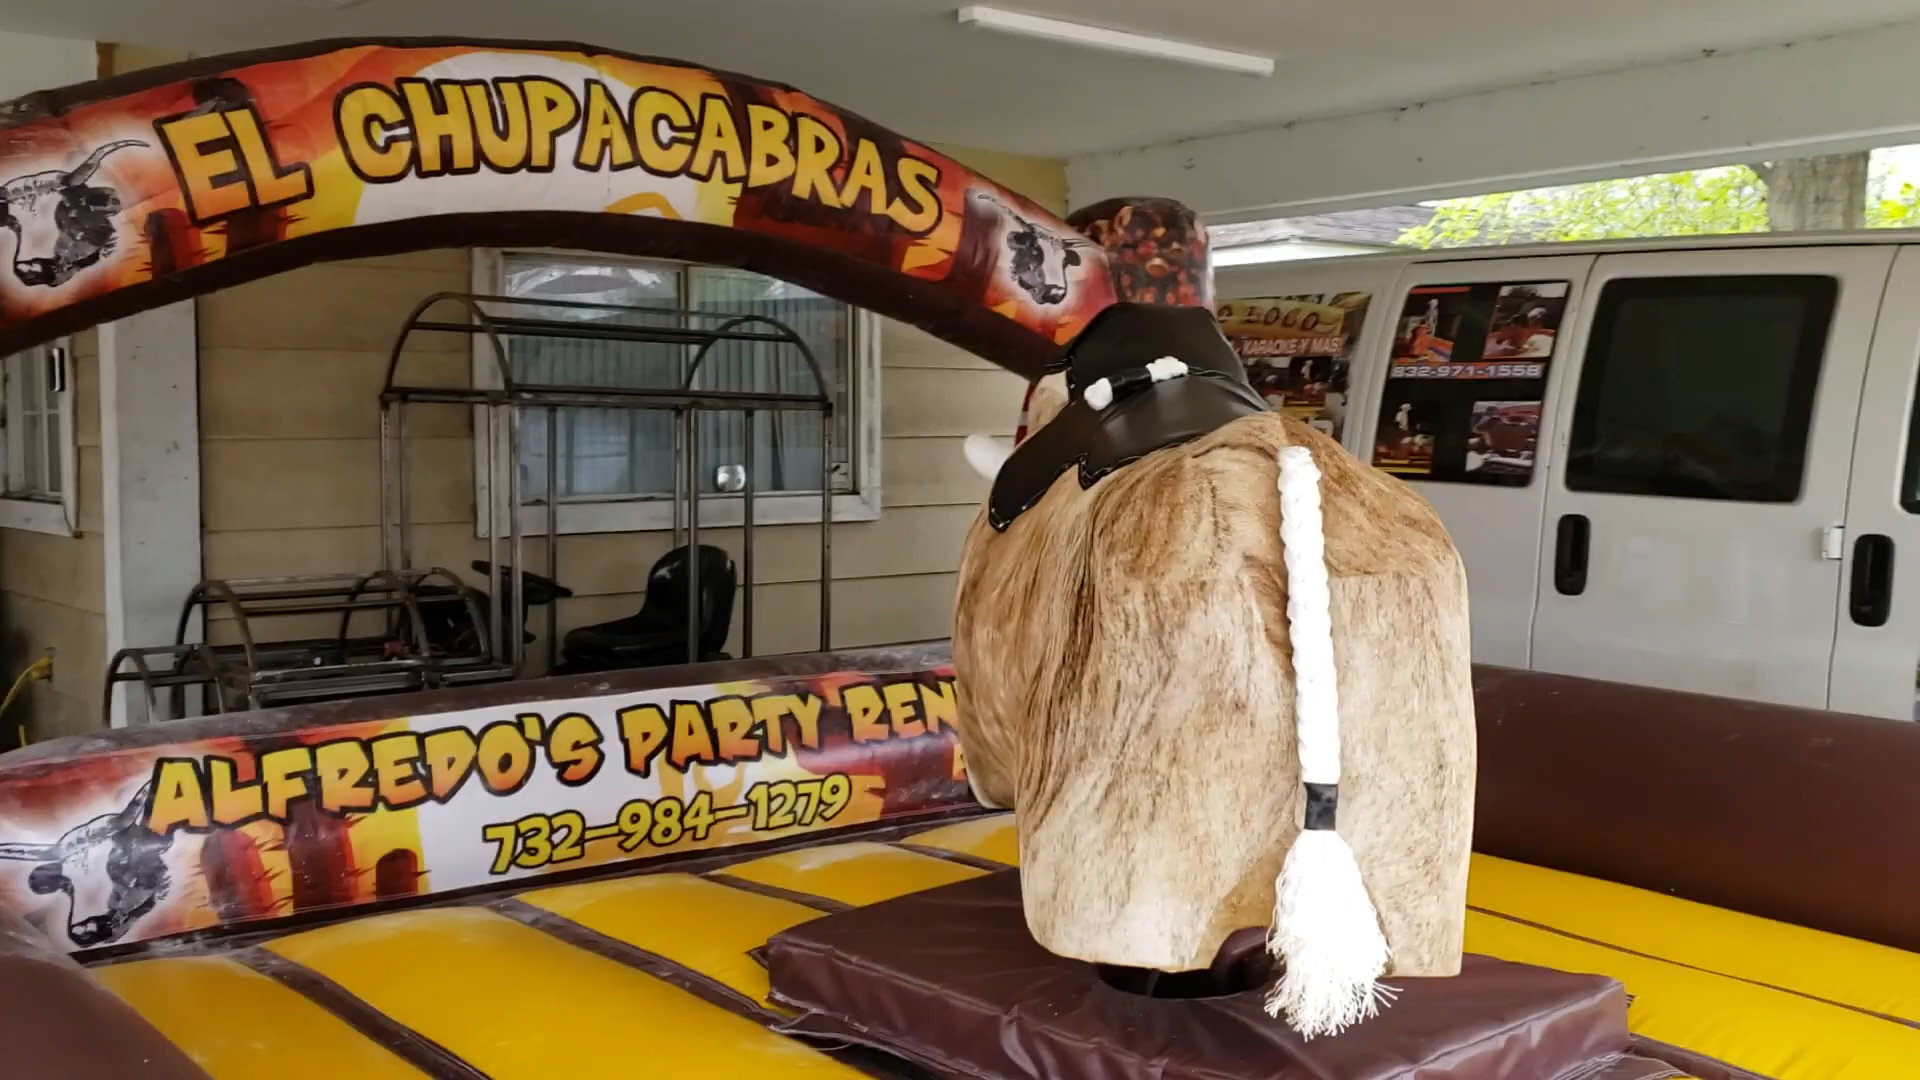 EL CHUPACABRAS
LOCO
KARAOKE Y MAS
832-971-1558
ALFREDO'S PARTY REN
732-984-1279